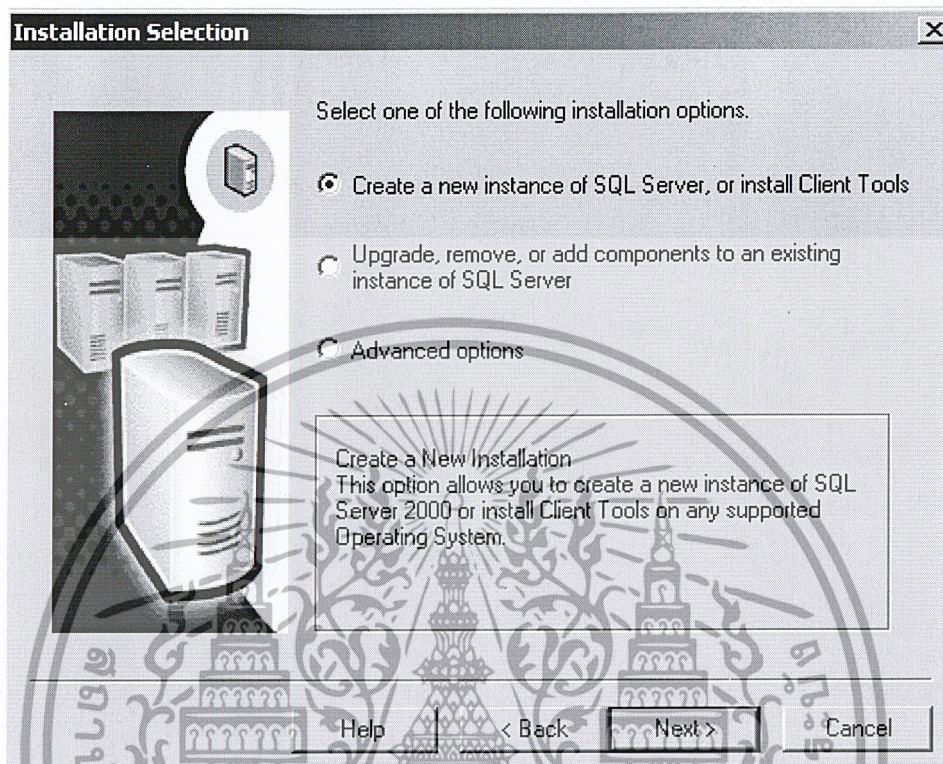 Installation Selection
Select one of the following installation options.
Create a new instance of SQL Server, or install Client Tools
Upgrade, remove, or add components to an existing
instance of SQL Server
Advanced options
Create a New Installation
This option allows you to create a new instance of SQL
Server 2000 or install Client Tools on any supported
Operating System.
Help
< Back
Next >
Cancel